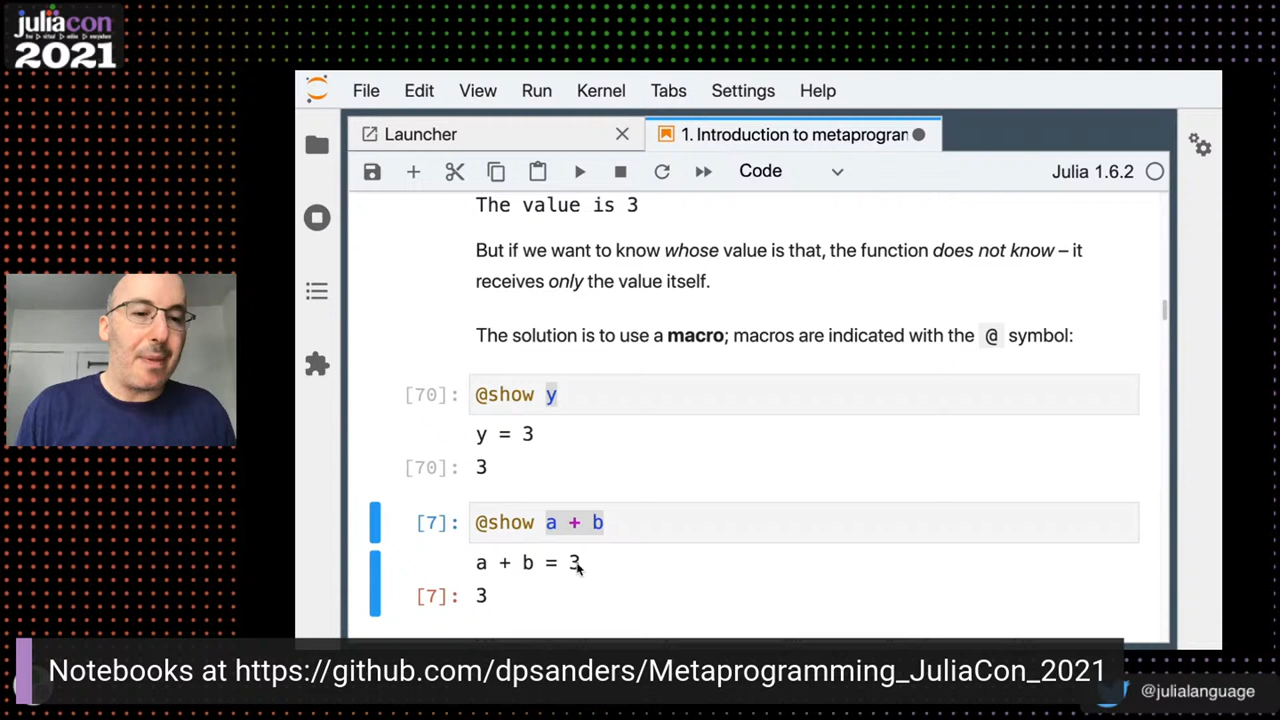 juliacon
2021
File Edit View Run Kernel Tabs Settings Help
Launcher
1. Introduction to metaprogran
Code
Julia 1.6.2
The value is 3
But if we want to know whose value is that, the function does not know – it
receives only the value itself.
The solution is to use a macro; macros are indicated with the @ symbol:
[70]: @show y
y = 3
[70]: 3
[7]: @show a + b
a + b = 3
[7]: 3
Notebooks at https://github.com/dpsanders/Metaprogramming_JuliaCon_2021
@julialanguage